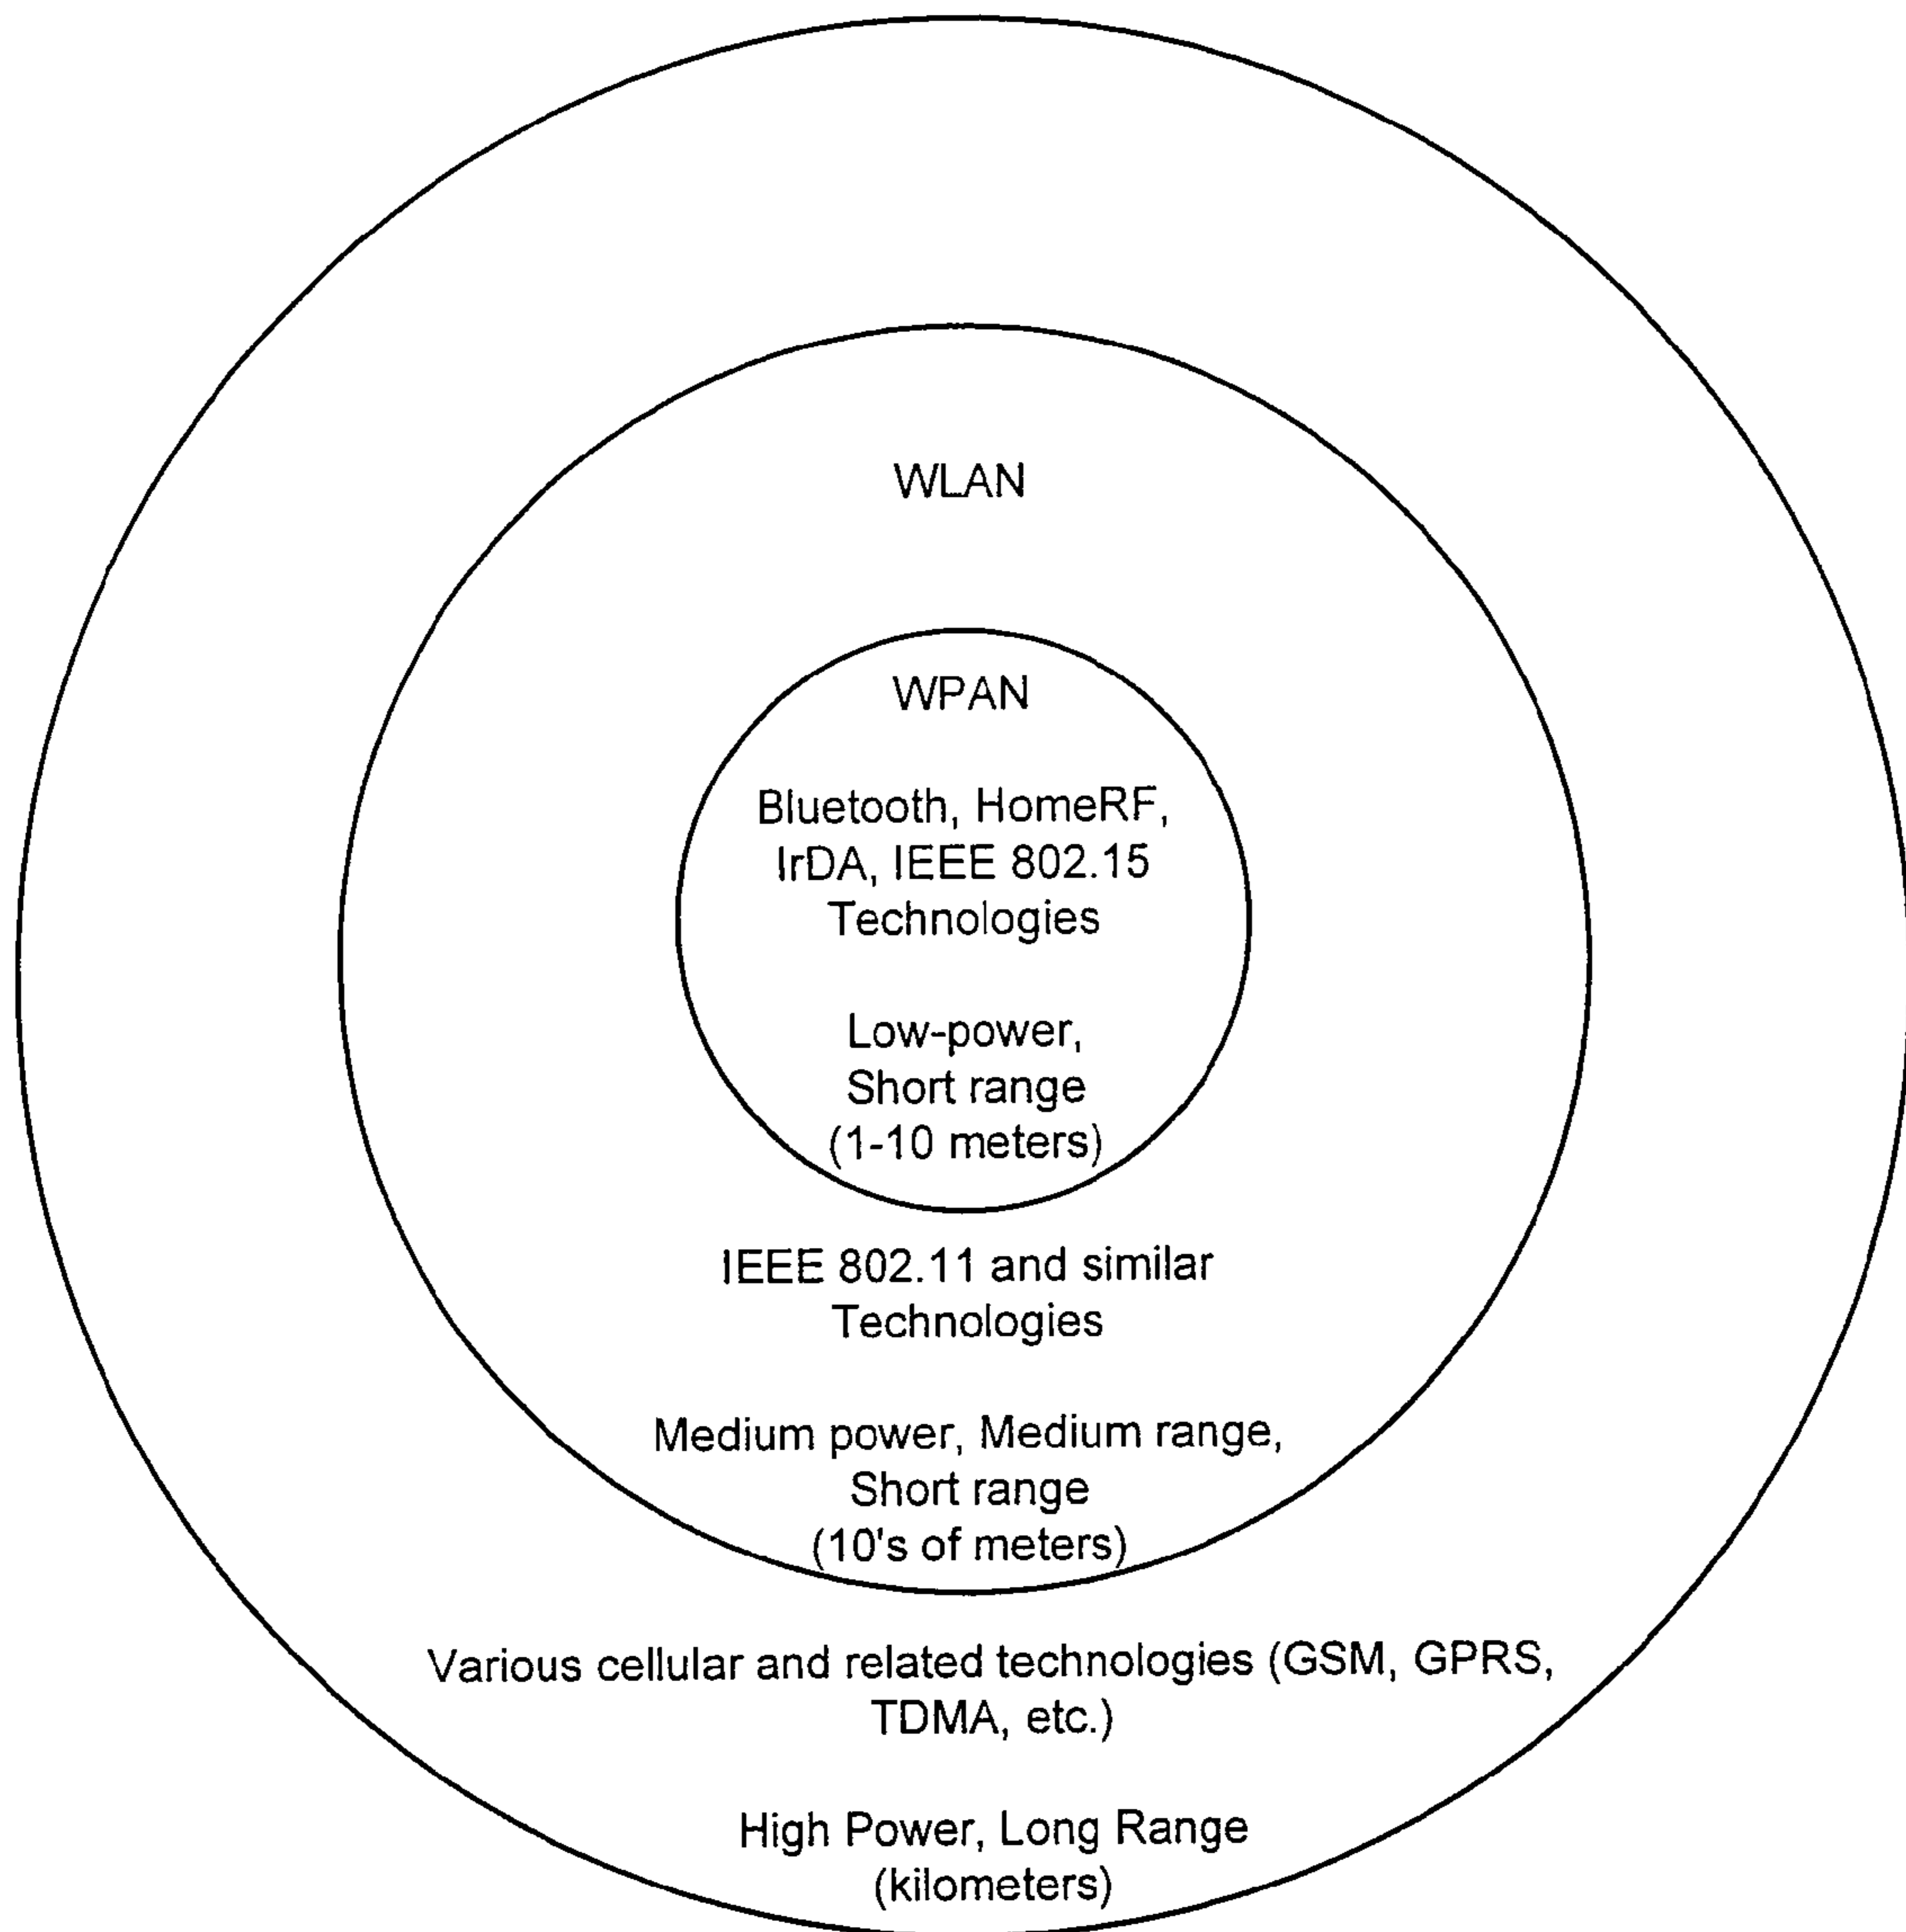 WLAN
WPAN
Bluetooth, HomeRF,
IrDA, IEEE 802.15
Technologies
Low-power,
Short range
(1-10 meters)
IEEE 802.11 and similar
Technologies
Medium power, Medium range,
Short range
(10's of meters)
Various cellular and related technologies (GSM, GPRS,
TDMA, etc.)
High Power, Long Range
(kilometers)